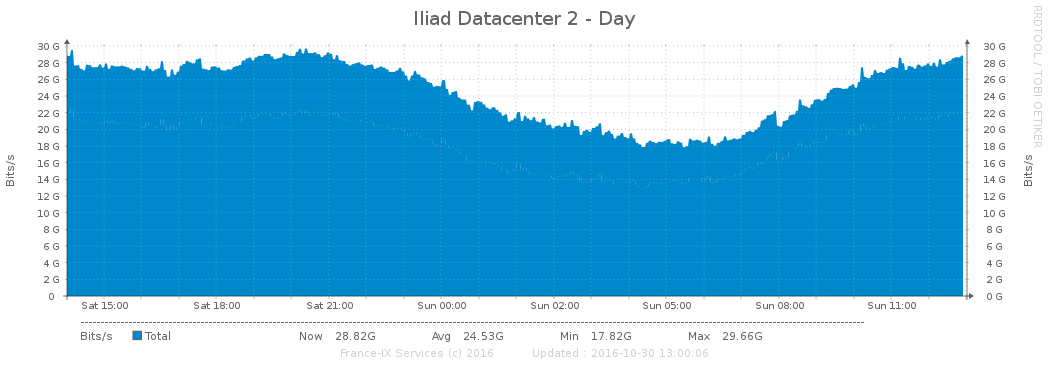 Iliad Datacenter 2 - Day
RRDTOOL / TOBI OETIKER
Bits/s
30 G
28 G
26 G
24 G
22 G
20 G
18 G
16 G
14 G
12 G
10 G
8 G
6 G
4 G
2 G
0
30 G
28 G
26 G
24 G
22 G
20 G
18 G
16 G
14 G
12 G
10 G
8 G
6 G
4 G
2 G
0 G
Bits/s
Sat 15:00 Sat 18:00 Sat 21:00 Sun 00:00 Sun 02:00 Sun 05:00 Sun 08:00 Sun 11:00
Bits/s Total Now 28.82G Avg 24.53G Min 17.82G Max 29.66G
France-IX Services (c) 2016 Updated : 2016-10-30 13:00:06